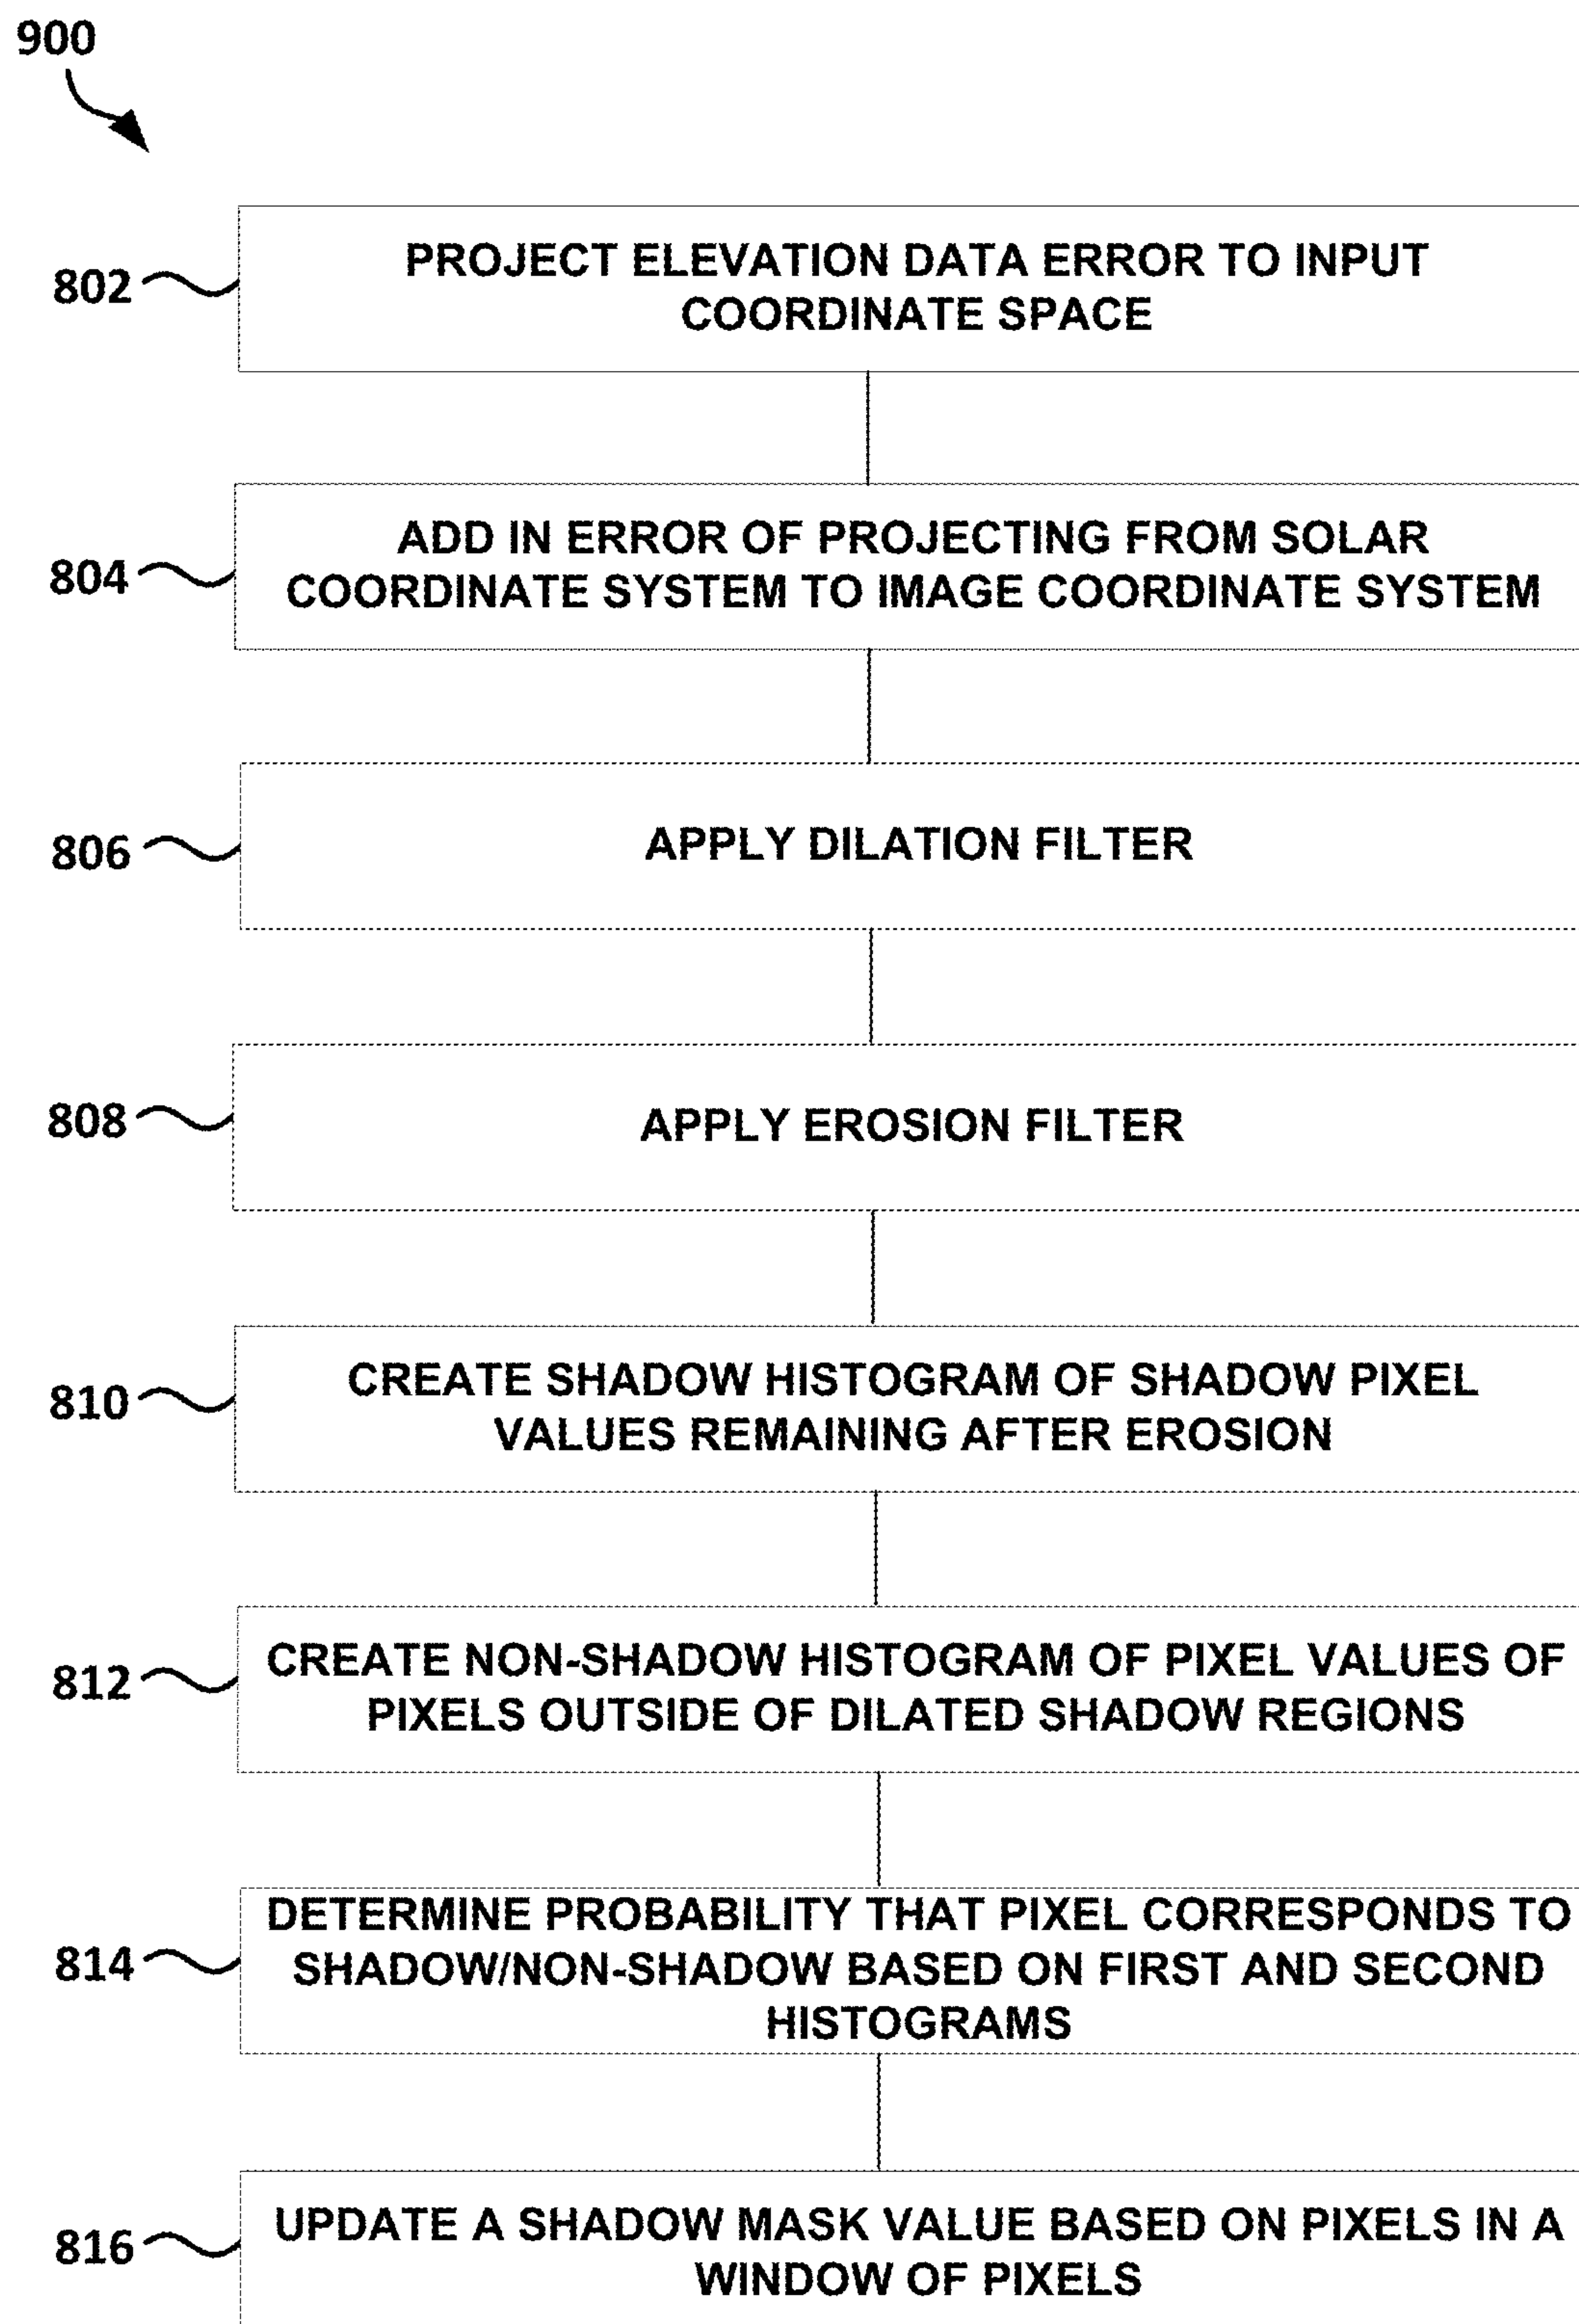 900
802
PROJECT ELEVATION DATA ERROR TO INPUT
COORDINATE SPACE
804
ADD IN ERROR OF PROJECTING FROM SOLAR
COORDINATE SYSTEM TO IMAGE COORDINATE SYSTEM
806
APPLY DILATION FILTER
808
APPLY EROSION FILTER
810
CREATE SHADOW HISTOGRAM OF SHADOW PIXEL
VALUES REMAINING AFTER EROSION
812
CREATE NON-SHADOW HISTOGRAM OF PIXEL VALUES OF
PIXELS OUTSIDE OF DILATED SHADOW REGIONS
814
DETERMINE PROBABILITY THAT PIXEL CORRESPONDS TO
SHADOW/NON-SHADOW BASED ON FIRST AND SECOND
HISTOGRAMS
816
UPDATE A SHADOW MASK VALUE BASED ON PIXELS IN A
WINDOW OF PIXELS